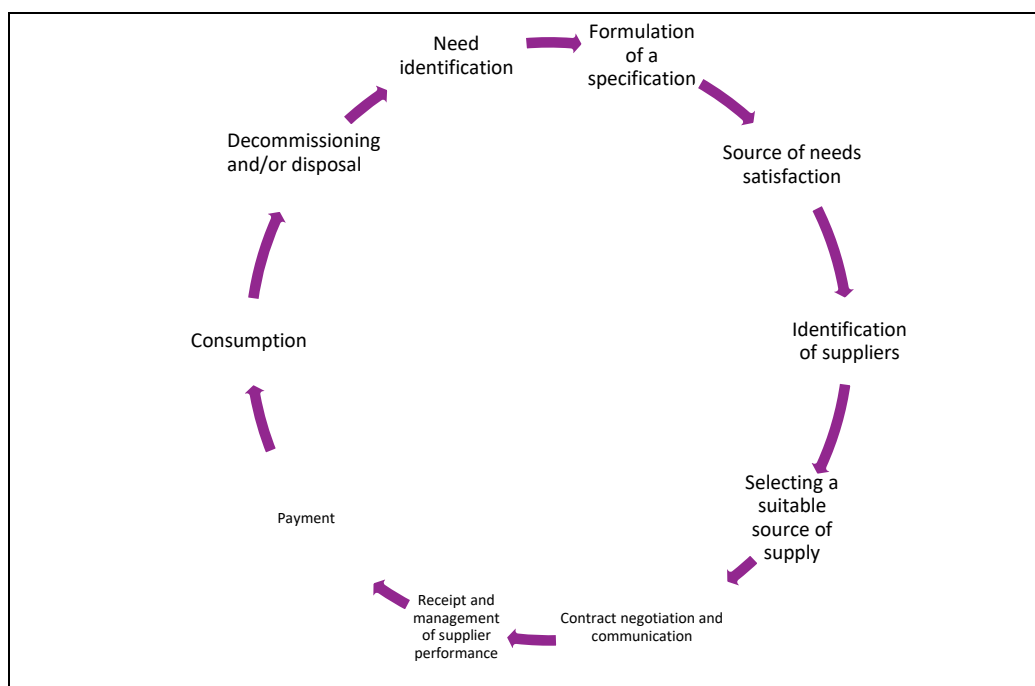 Need
identification
Formulation
of a
specification
Source of needs
satisfaction
Identification
of suppliers
Selecting a
suitable
source of
supply
Contract negotiation and
communication
Receipt and
management
of supplier
performance
Payment
Consumption
Decommissioning
and/or disposal